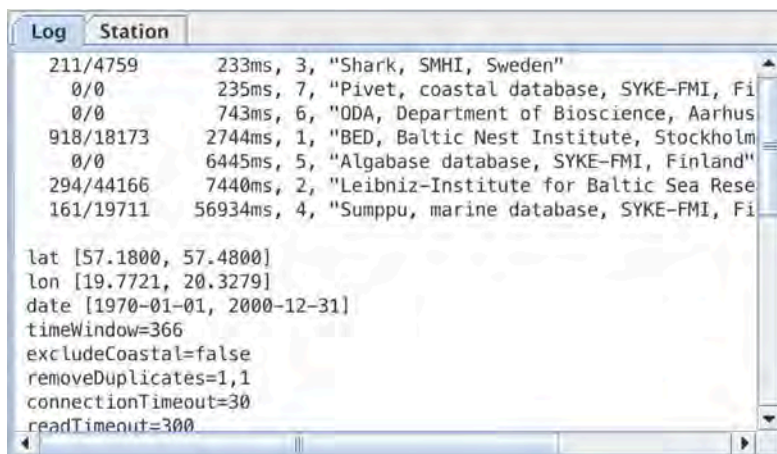 Log Station
211/4759 233ms, 3, "Shark, SMHI, Sweden"
0/0 235ms, 7, "Pivet, coastal database, SYKE-FMI, Fi
0/0 743ms, 6, "ODA, Department of Bioscience, Aarhus
918/18173 2744ms, 1, "BED, Baltic Nest Institute, Stockholm
0/0 6445ms, 5, "Algabase database, SYKE-FMI, Finland"
294/44166 7440ms, 2, "Leibniz-Institute for Baltic Sea Rese
161/19711 56934ms, 4, "Sumppu, marine database, SYKE-FMI, Fi
lat [57.1800, 57.4800]
lon [19.7721, 20.3279]
date [1970-01-01, 2000-12-31]
timeWindow=366
excludeCoastal=false
removeDuplicates=1,1
connectionTimeout=30
readTimeout=300